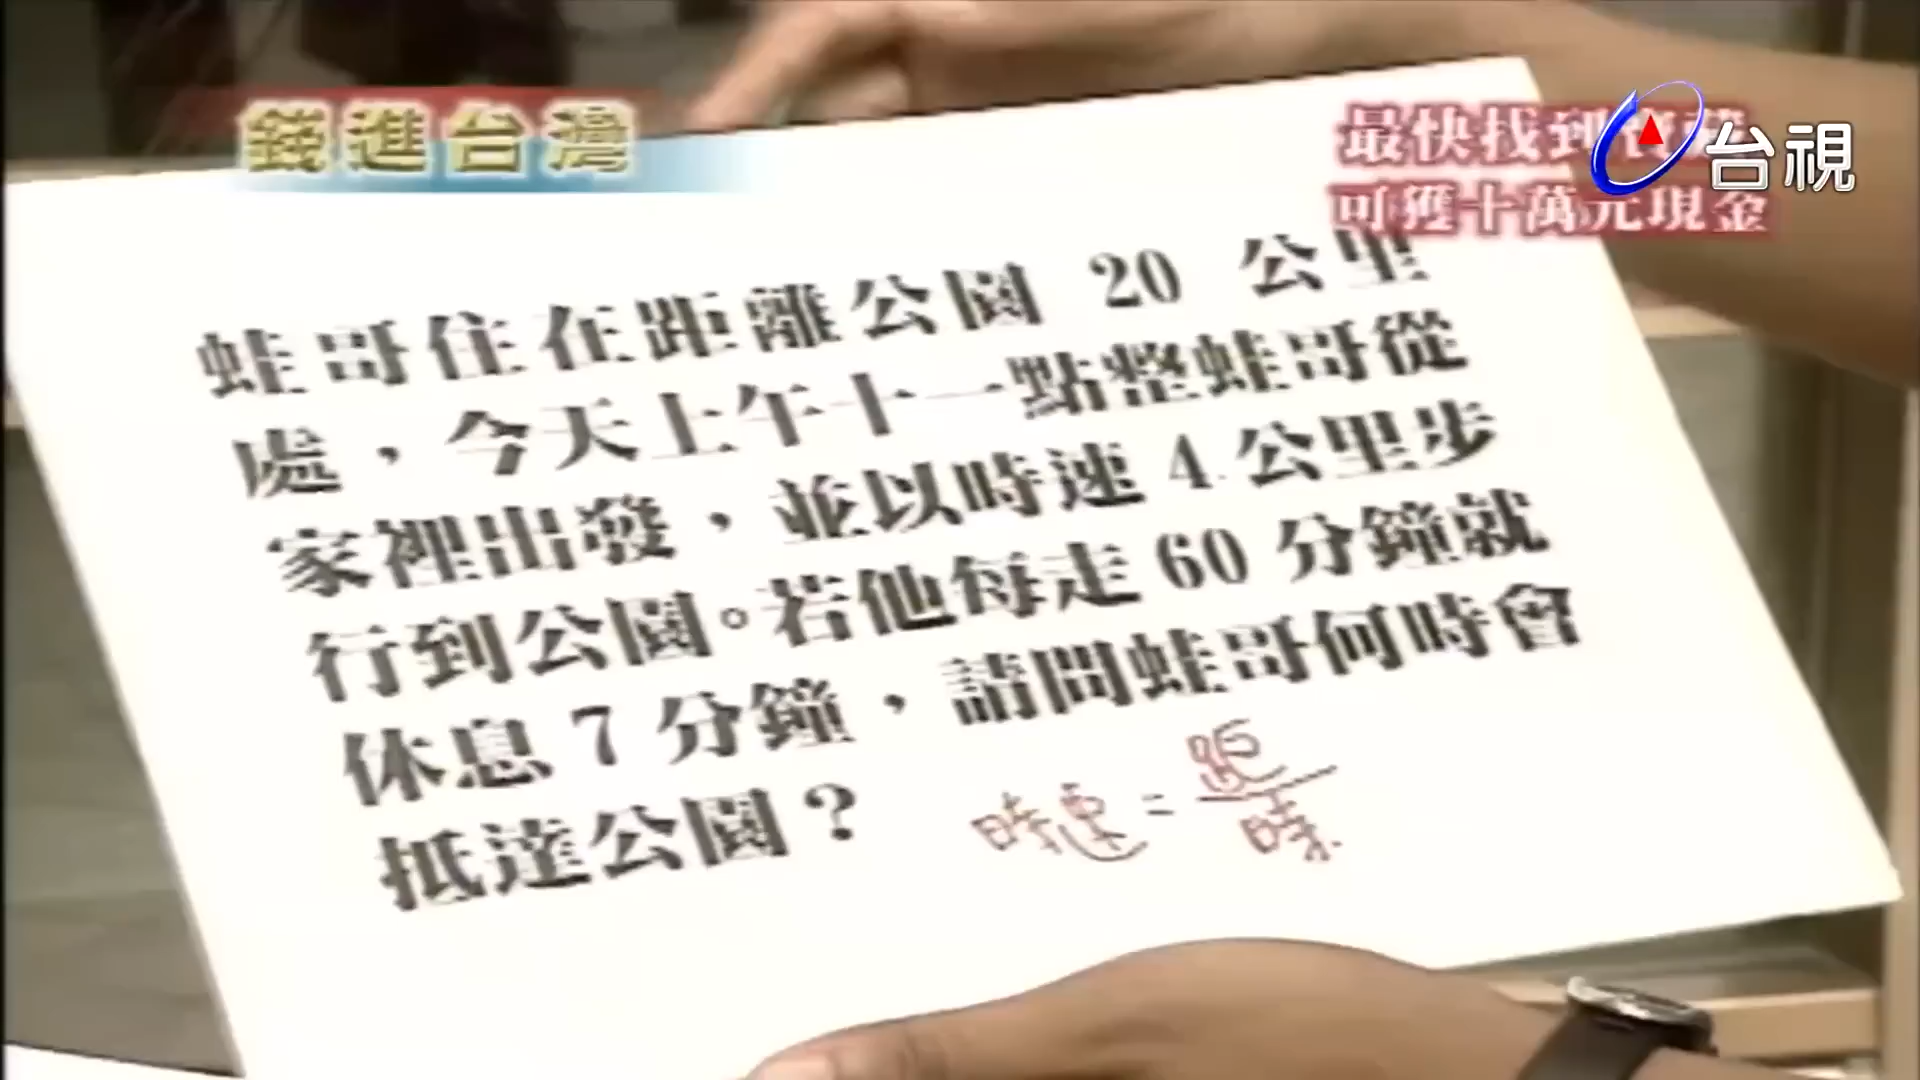 錢進台灣
最快找到寶藏
可獲十萬元現金
台視
蛙哥住在距離公園 20 公里
處，今天上午十一點整蛙哥從
家裡出發，並以時速 4 公里步
行到公園。若他每走 60 分鐘就
休息 7 分鐘，請問蛙哥何時會
抵達公園？
時速 = 距
時